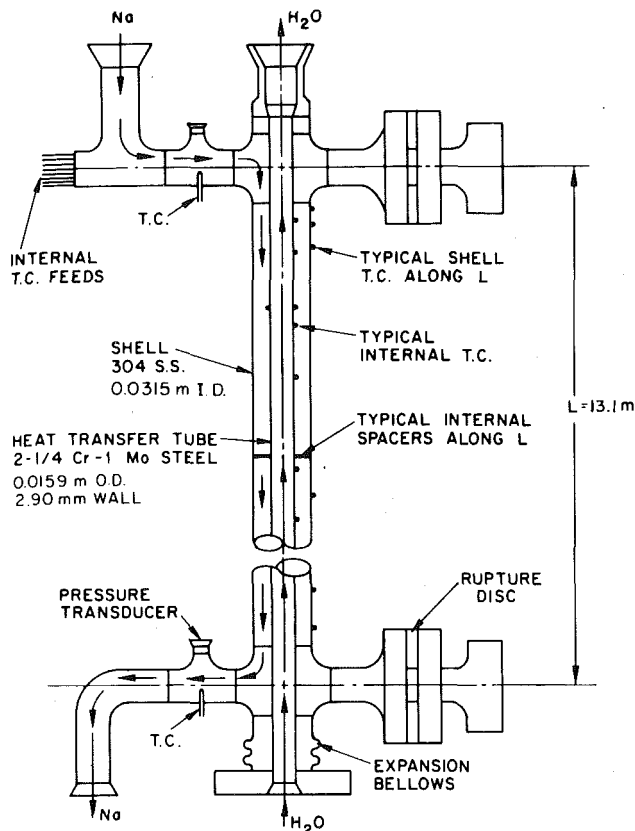 Na
H2O
INTERNAL
T.C. FEEDS
T.C.
TYPICAL SHELL
T.C. ALONG L
TYPICAL
INTERNAL T.C.
SHELL
304 S.S.
0.0315 m I.D.
L=13.1 m
HEAT TRANSFER TUBE
2-1/4 Cr-1 Mo STEEL
0.0159 m O.D.
2.90 mm WALL
TYPICAL INTERNAL
SPACERS ALONG L
PRESSURE
TRANSDUCER
RUPTURE
DISC
T.C.
EXPANSION
BELLOWS
Na
H2O